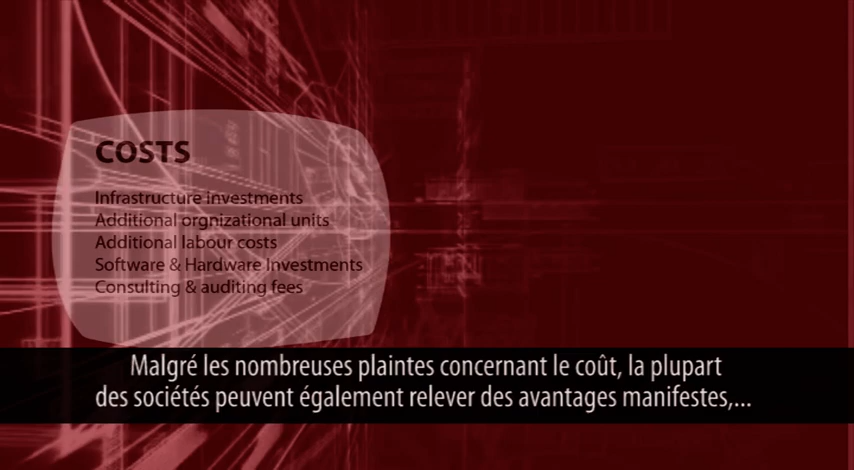 COSTS
Infrastructure investments
Additional orgnizational units
Additional labour costs
Software & Hardware Investments
Consulting & auditing fees
Malgré les nombreuses plaintes concernant le coût, la plupart
des sociétés peuvent également relever des avantages manifestes,...